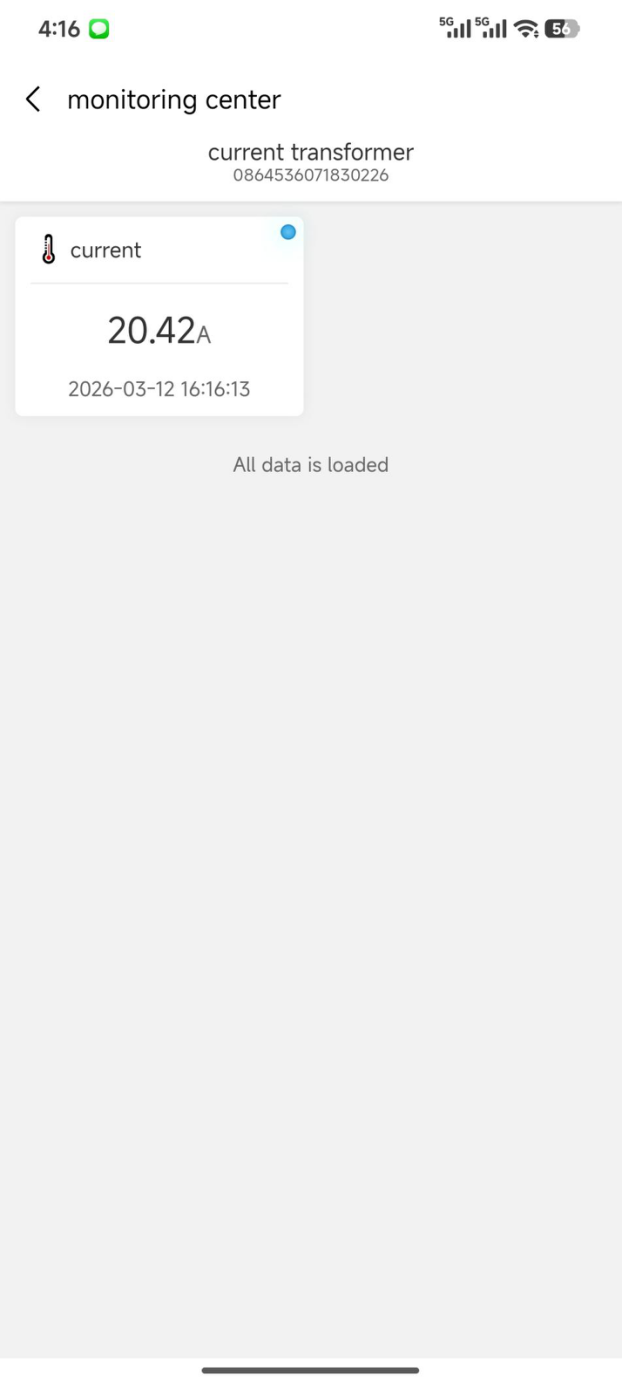 4:16
5G 5G 56
monitoring center
current transformer
0864536071830226
current
20.42A
2026-03-12 16:16:13
All data is loaded